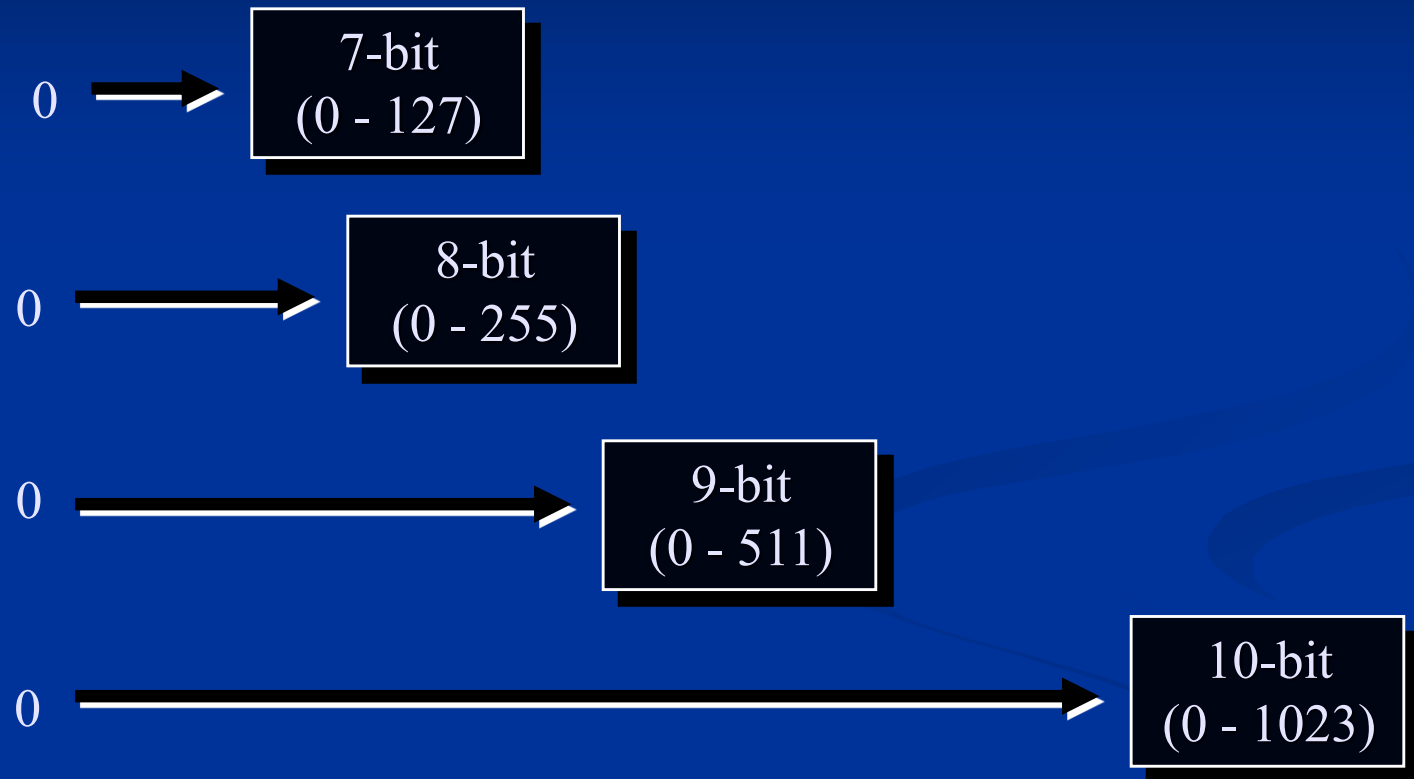 0
7-bit
(0 - 127)
0
8-bit
(0 - 255)
0
9-bit
(0 - 511)
0
10-bit
(0 - 1023)